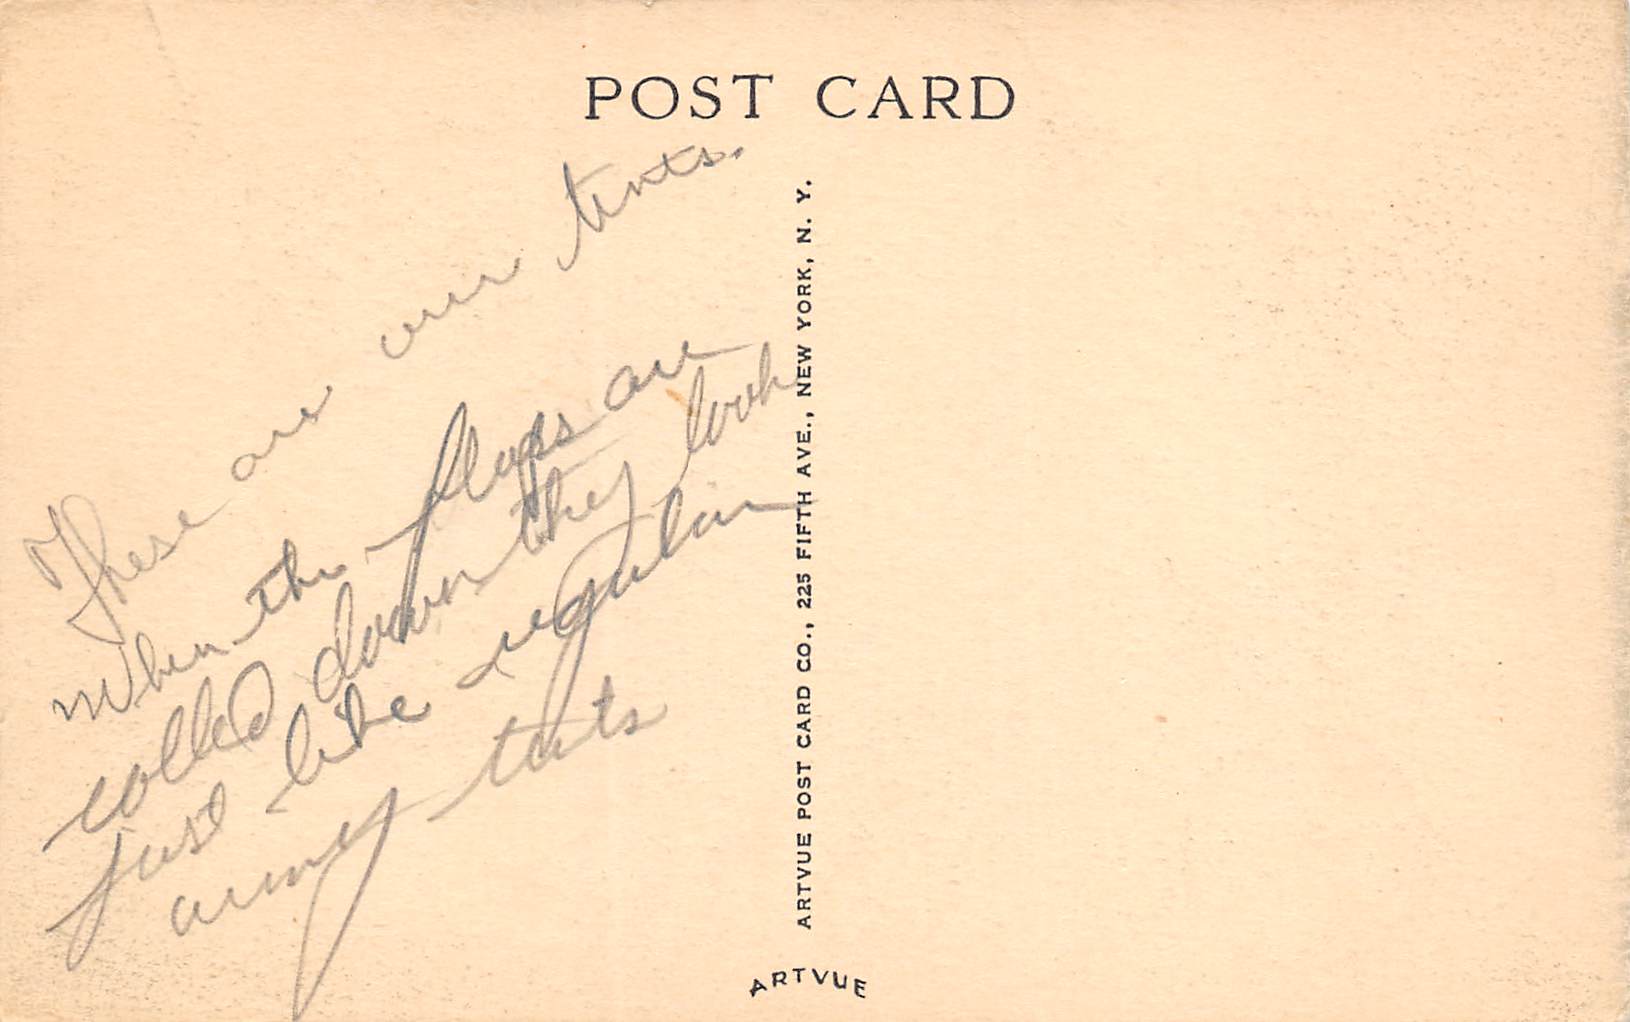 POST CARD
These are our tents.
When the flaps are
rolled down they look
just like regular
army tents
ARTVUE POST CARD CO., 225 FIFTH AVE., NEW YORK, N. Y.
ARTVUE